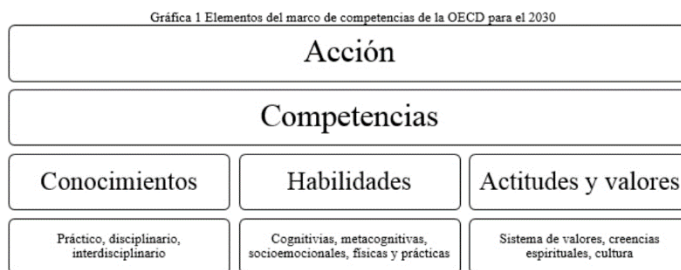 Gráfica 1 Elementos del marco de competencias de la OECD para el 2030
Acción
Competencias
Conocimientos
Habilidades
Actitudes y valores
Práctico, disciplinario,
interdisciplinario
Cognitivias, metacognitivas,
socioemocionales, físicas y prácticas
Sistema de valores, creencias
espirituales, cultura